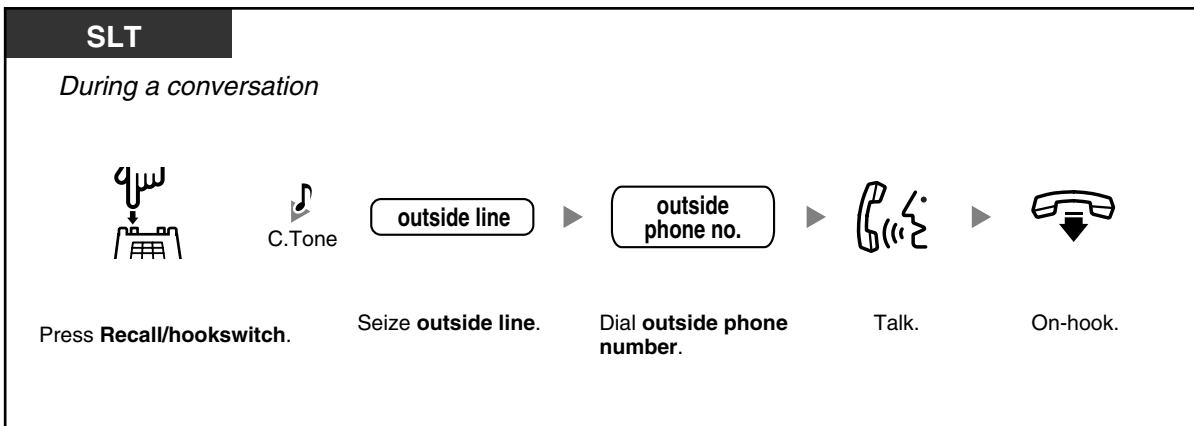 SLT
During a conversation
C.Tone
outside line
outside
phone no.
Press Recall/hookswitch.
Seize outside line.
Dial outside phone
number.
Talk.
On-hook.